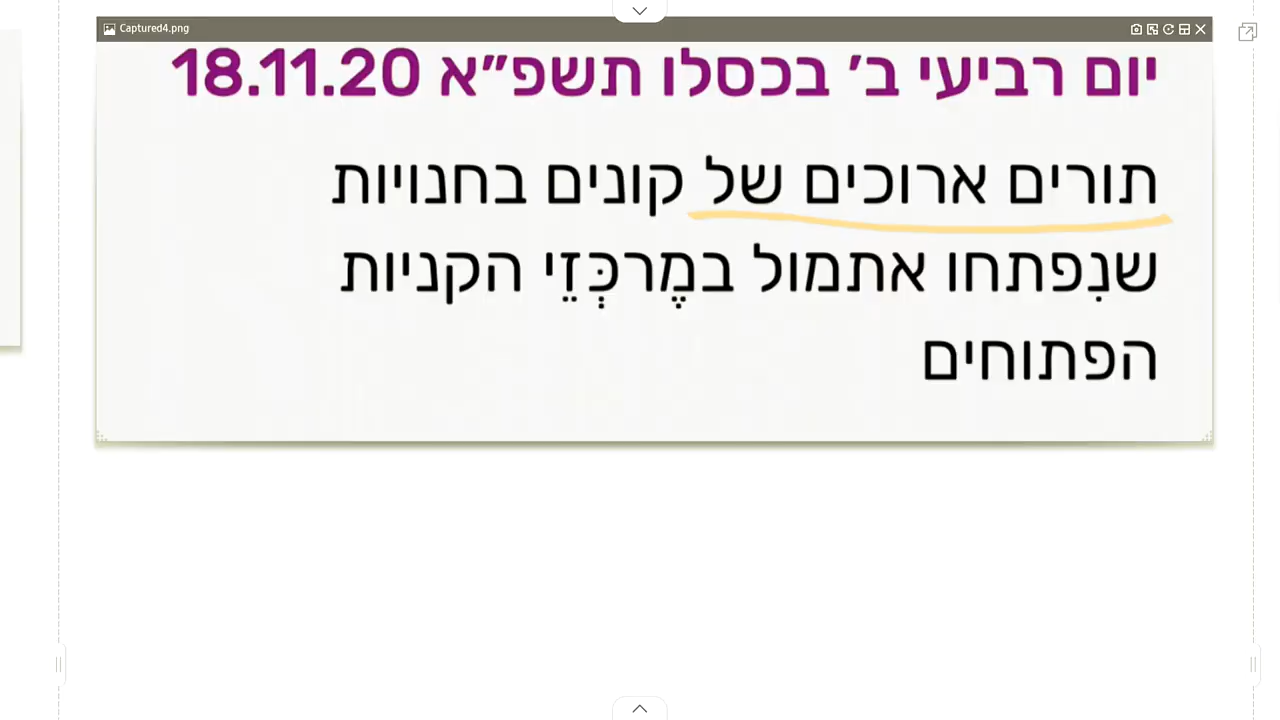 Captured4.png
יום רביעי ב׳ בכסלו תשפ״א 18.11.20
תורים ארוכים של קונים בחנויות
שנִפתחו אתמול במֶרכְּזֵי הקניות
הפתוחים